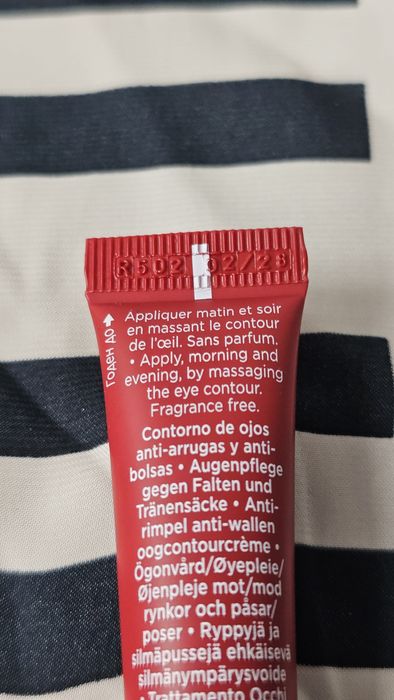 R502 02/28
Годен до
Appliquer matin et soir
en massant le contour
de l'œil. Sans parfum.
• Apply, morning and
evening, by massaging
the eye contour.
Fragrance free.
Contorno de ojos
anti-arrugas y anti-
bolsas • Augenpflege
gegen Falten und
Tränensäcke • Anti-
rimpel anti-wallen
oogcontourcrème •
Ögonvård/Øyepleie/
Øjenpleje mot/mod
rynkor och påsar/
poser • Ryppyjä ja
silmäpussejä ehkäisevä
silmänympärysvoide
• Trattamento Occhi